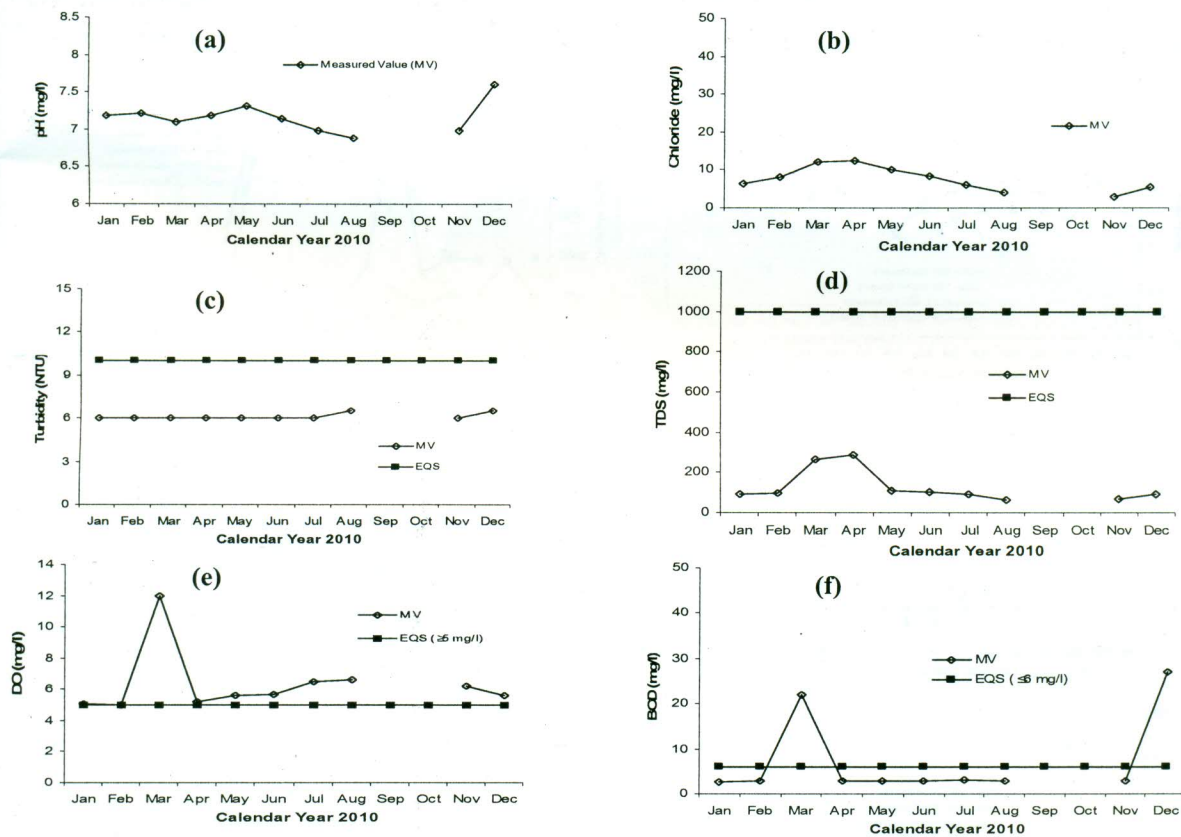 (a)
8.5
8
7.5
7
6.5
6
pH (mg/l)
Measured Value (MV)
Jan Feb Mar Apr May Jun Jul Aug Sep Oct Nov Dec
Calendar Year 2010
(b)
50
40
30
20
10
0
Chloride (mg/l)
MV
Jan Feb Mar Apr May Jun Jul Aug Sep Oct Nov Dec
Calendar Year 2010
(c)
15
12
9
6
3
0
Turbidity (NTU)
MV
EQS
Jan Feb Mar Apr May Jun Jul Aug Sep Oct Nov Dec
Calendar Year 2010
(d)
1200
1000
800
600
400
200
0
TDS (mg/l)
MV
EQS
Jan Feb Mar Apr May Jun Jul Aug Sep Oct Nov Dec
Calendar Year 2010
(e)
14
12
10
8
6
4
2
0
DO (mg/l)
MV
EQS (≥5 mg/l)
Jan Feb Mar Apr May Jun Jul Aug Sep Oct Nov Dec
Calendar Year 2010
(f)
50
40
30
20
10
0
BOD (mg/l)
MV
EQS (≤6 mg/l)
Jan Feb Mar Apr May Jun Jul Aug Sep Oct Nov Dec
Calendar Year 2010